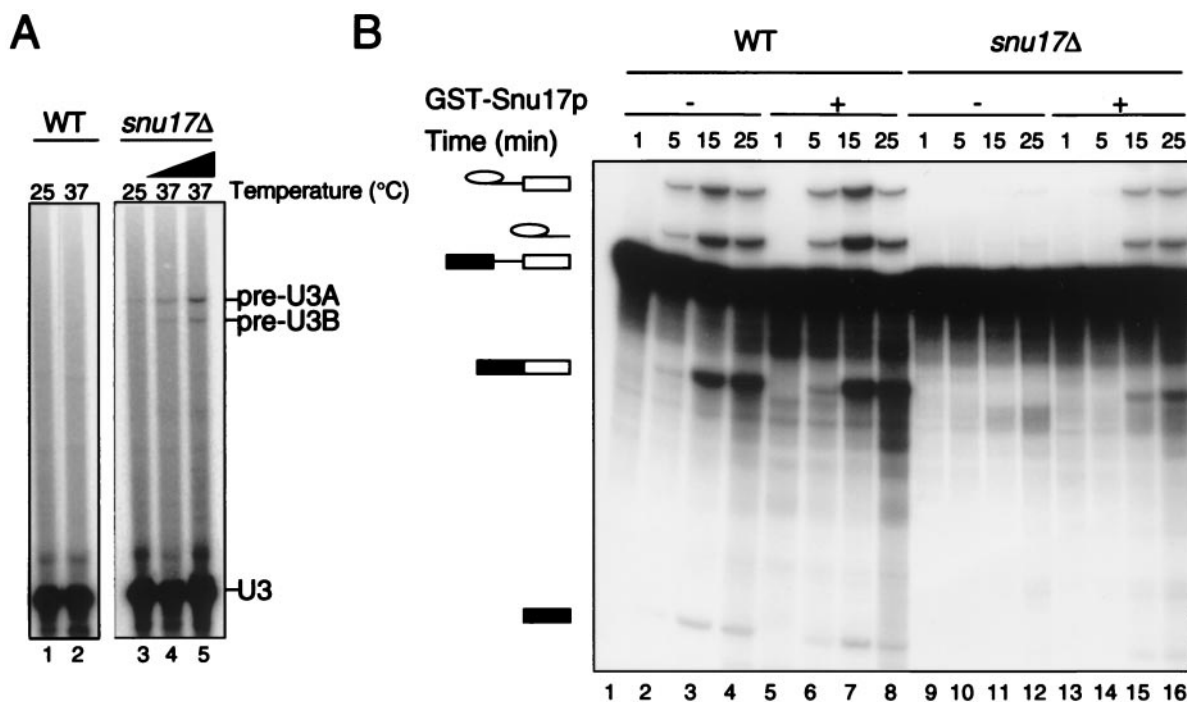 A
B
WT snu17Δ
WT snu17Δ
GST-Snu17p - + - +
Time (min) 1 5 15 25 1 5 15 25 1 5 15 25 1 5 15 25
25 37 25 37 37 Temperature (°C)
pre-U3A
pre-U3B
U3
1 2 3 4 5
1 2 3 4 5 6 7 8 9 10 11 12 13 14 15 16